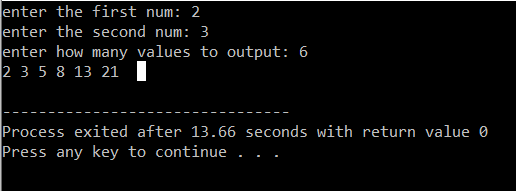 enter the first num: 2
enter the second num: 3
enter how many values to output: 6
2 3 5 8 13 21
--------------------------------
Process exited after 13.66 seconds with return value 0
Press any key to continue . . .